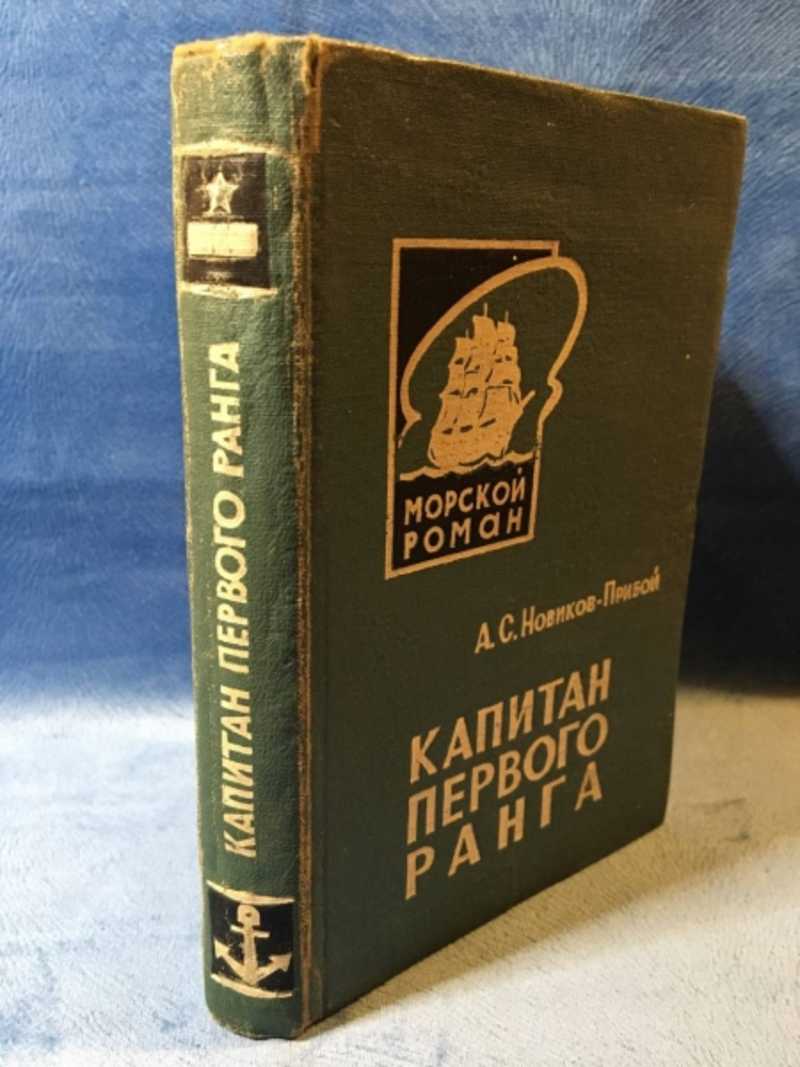 КАПИТАН ПЕРВОГО РАНГА
МОРСКОЙ
РОМАН
А. С. НОВИКОВ-ПРИБОЙ
КАПИТАН
ПЕРВОГО
РАНГА